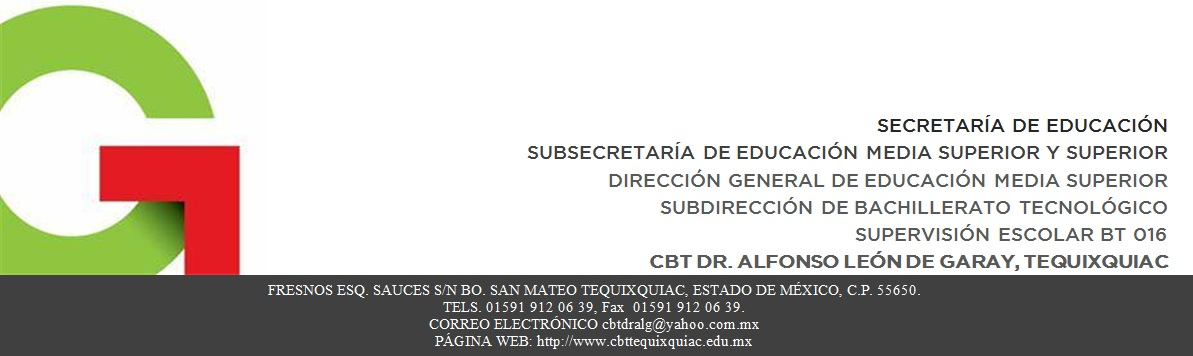 SECRETARÍA DE EDUCACIÓN
SUBSECRETARÍA DE EDUCACIÓN MEDIA SUPERIOR Y SUPERIOR
DIRECCIÓN GENERAL DE EDUCACIÓN MEDIA SUPERIOR
SUBDIRECCIÓN DE BACHILLERATO TECNOLÓGICO
SUPERVISIÓN ESCOLAR BT 016
CBT DR. ALFONSO LEÓN DE GARAY, TEQUIXQUIAC
FRESNOS ESQ. SAUCES S/N BO. SAN MATEO TEQUIXQUIAC, ESTADO DE MÉXICO, C.P. 55650.
TELS. 01591 912 06 39, Fax 01591 912 06 39.
CORREO ELECTRÓNICO cbtdralg@yahoo.com.mx
PÁGINA WEB: http://www.cbttequixquiac.edu.mx